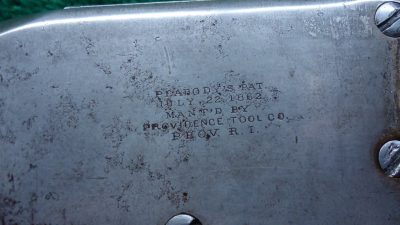 PEABODY'S PAT
JULY 22, 1862
MAN'F'D BY
PROVIDENCE TOOL CO.
PROV. R. I.